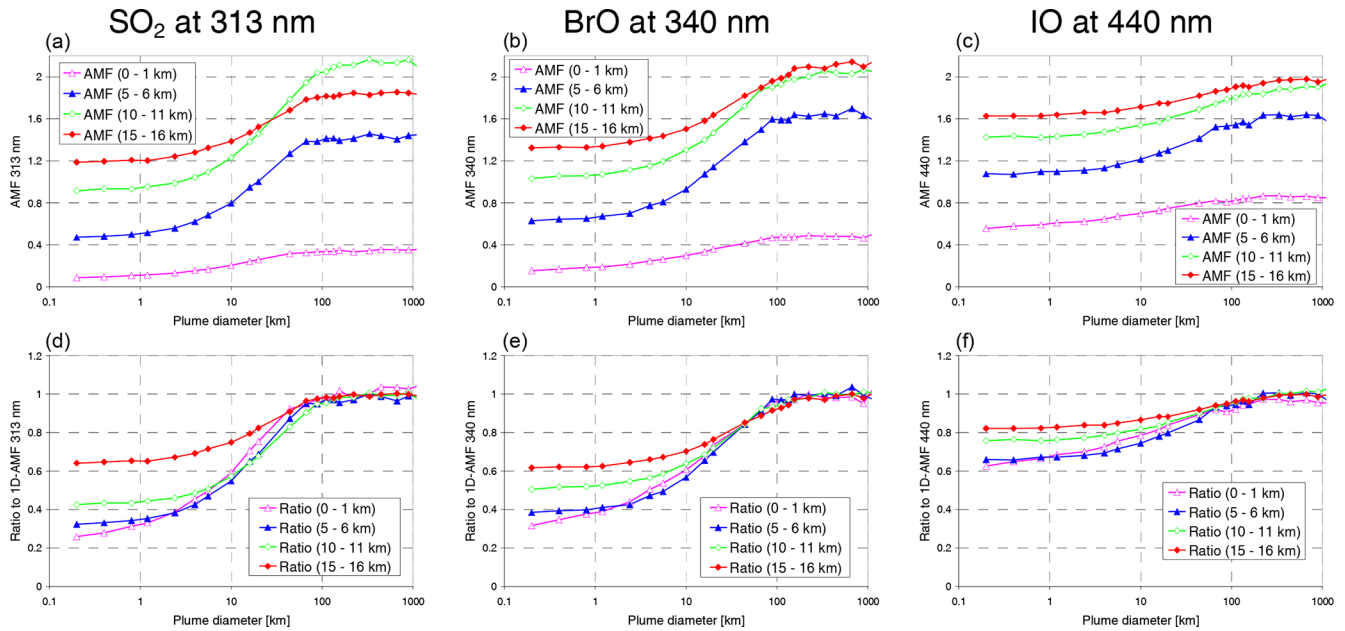 SO2 at 313 nm
BrO at 340 nm
IO at 440 nm
(a)
AMF 313 nm
2
1.6
1.2
0.8
0.4
0
AMF (0 - 1 km)
AMF (5 - 6 km)
AMF (10 - 11 km)
AMF (15 - 16 km)
0.1
1
10
100
1000
Plume diameter [km]
(b)
AMF 340 nm
2
1.6
1.2
0.8
0.4
0
AMF (0 - 1 km)
AMF (5 - 6 km)
AMF (10 - 11 km)
AMF (15 - 16 km)
0.1
1
10
100
1000
Plume diameter [km]
(c)
AMF 440 nm
2
1.6
1.2
0.8
0.4
0
AMF (0 - 1 km)
AMF (5 - 6 km)
AMF (10 - 11 km)
AMF (15 - 16 km)
0.1
1
10
100
1000
Plume diameter [km]
(d)
Ratio to 1D-AMF 313 nm
1.2
1
0.8
0.6
0.4
0.2
0
Ratio (0 - 1 km)
Ratio (5 - 6 km)
Ratio (10 - 11 km)
Ratio (15 - 16 km)
0.1
1
10
100
1000
Plume diameter [km]
(e)
Ratio to 1D-AMF 340 nm
1.2
1
0.8
0.6
0.4
0.2
0
Ratio (0 - 1 km)
Ratio (5 - 6 km)
Ratio (10 - 11 km)
Ratio (15 - 16 km)
0.1
1
10
100
1000
Plume diameter [km]
(f)
Ratio to 1D-AMF 440 nm
1.2
1
0.8
0.6
0.4
0.2
0
Ratio (0 - 1 km)
Ratio (5 - 6 km)
Ratio (10 - 11 km)
Ratio (15 - 16 km)
0.1
1
10
100
1000
Plume diameter [km]